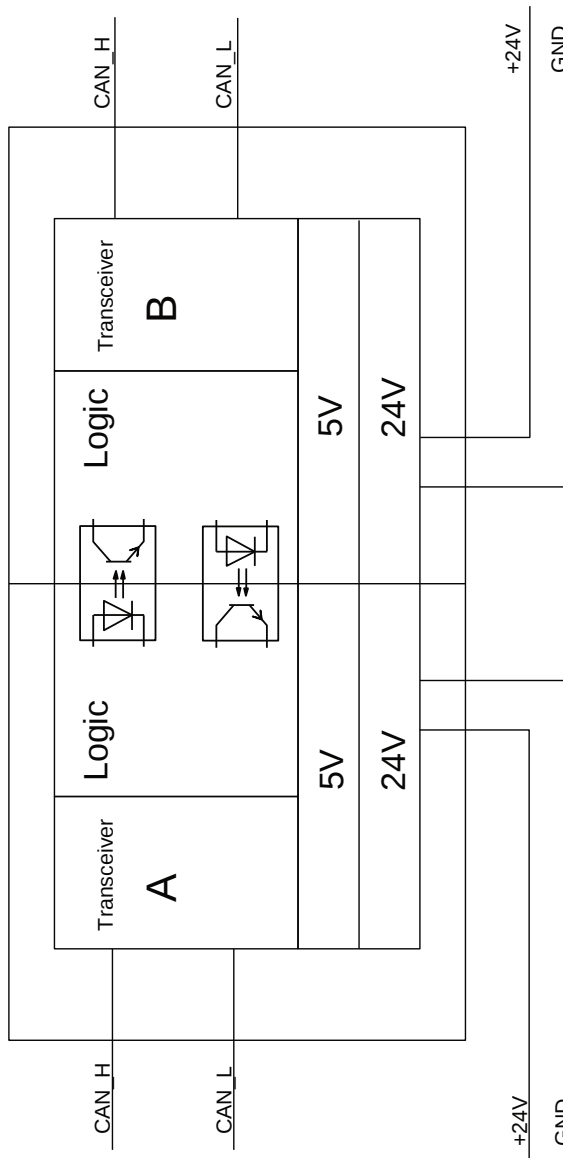 CAN_H
CAN_L
Transceiver
A
Logic
5V
24V
+24V
GND
Logic
5V
24V
Transceiver
B
CAN_H
CAN_L
+24V
GND